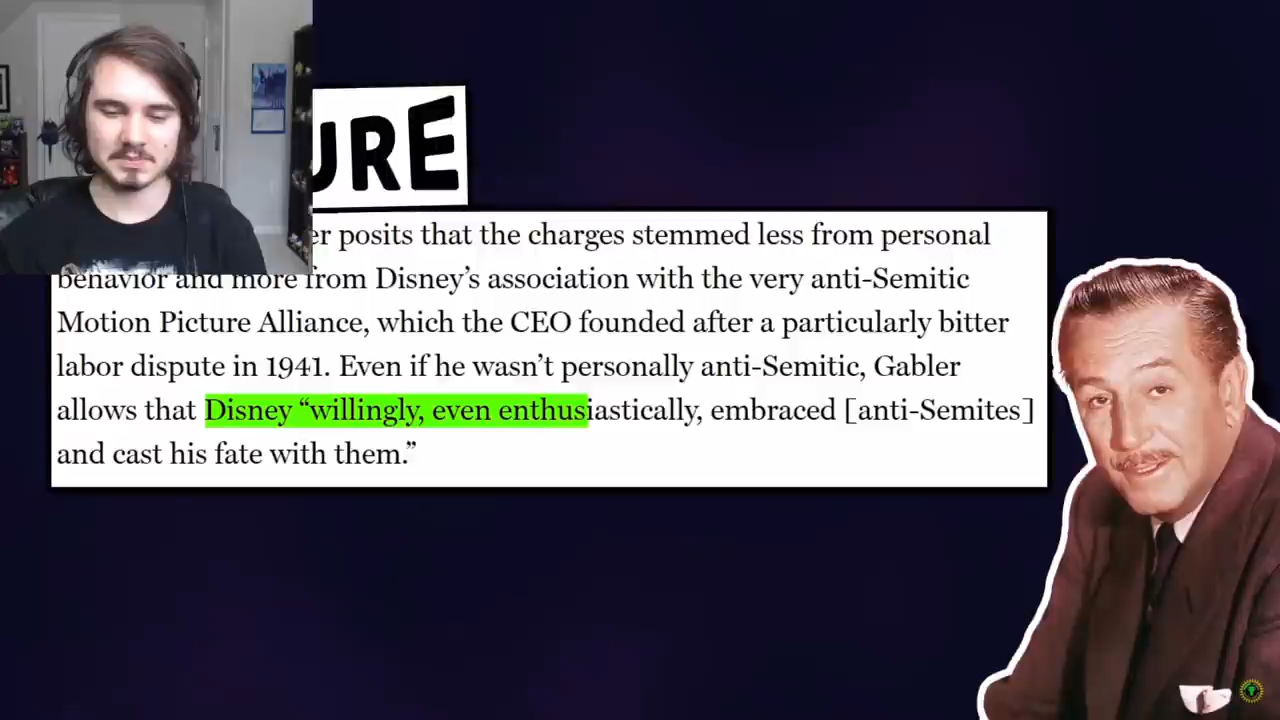 URE
er posits that the charges stemmed less from personal
behavior and more from Disney’s association with the very anti-Semitic
Motion Picture Alliance, which the CEO founded after a particularly bitter
labor dispute in 1941. Even if he wasn’t personally anti-Semitic, Gabler
allows that Disney “willingly, even enthusiastically, embraced [anti-Semites]
and cast his fate with them.”